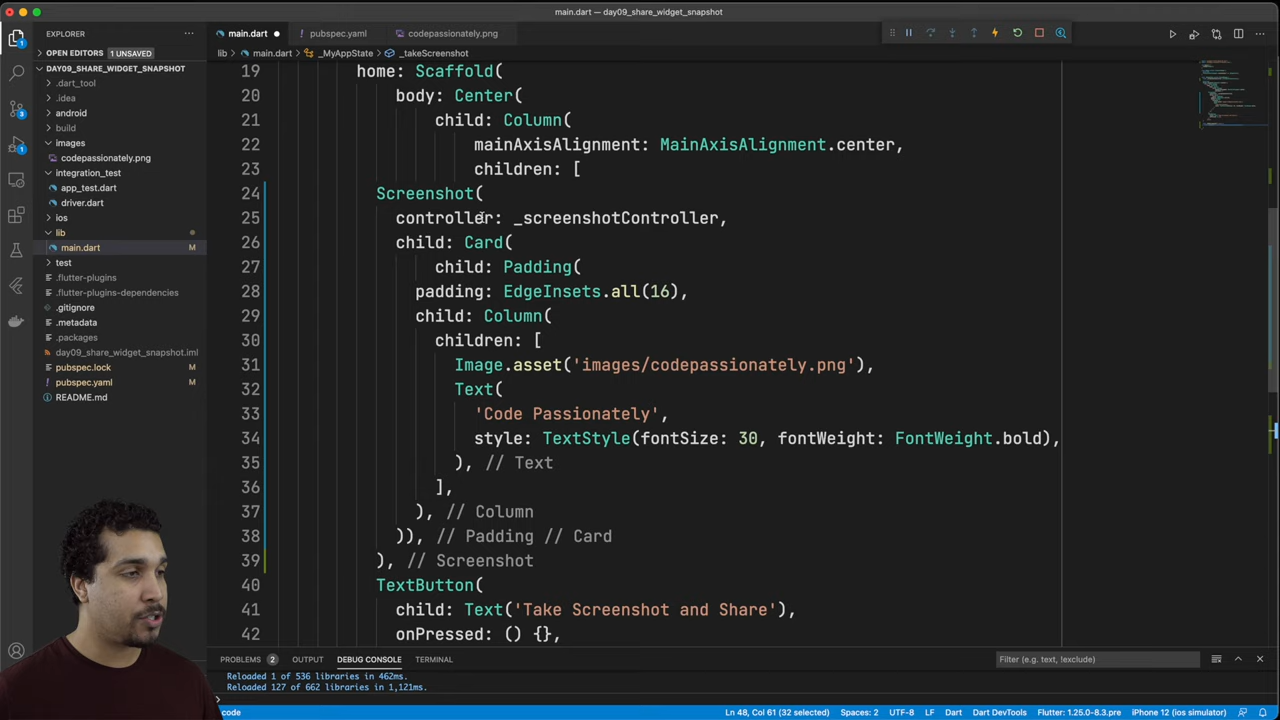 main.dart — day09_share_widget_snapshot
EXPLORER
OPEN EDITORS 1 UNSAVED
DAY09_SHARE_WIDGET_SNAPSHOT
.dart_tool
.idea
android
build
images
codepassionately.png
integration_test
app_test.dart
driver.dart
ios
lib
main.dart M
test
.flutter-plugins
.flutter-plugins-dependencies
.gitignore
.metadata
.packages
day09_share_widget_snapshot.iml
pubspec.lock M
pubspec.yaml M
README.md
1
3
1
main.dart
pubspec.yaml
codepassionately.png
lib > main.dart > _MyAppState > _takeScreenshot
19 home: Scaffold(
20 body: Center(
21 child: Column(
22 mainAxisAlignment: MainAxisAlignment.center,
23 children: [
24 Screenshot(
25 controller: _screenshotController,
26 child: Card(
27 child: Padding(
28 padding: EdgeInsets.all(16),
29 child: Column(
30 children: [
31 Image.asset('images/codepassionately.png'),
32 Text(
33 'Code Passionately',
34 style: TextStyle(fontSize: 30, fontWeight: FontWeight.bold),
35 ), // Text
36 ],
37 ), // Column
38 )), // Padding // Card
39 ), // Screenshot
40 TextButton(
41 child: Text('Take Screenshot and Share'),
42 onPressed: () {},
PROBLEMS 2 OUTPUT DEBUG CONSOLE TERMINAL
Filter (e.g. text, !exclude)
Reloaded 1 of 536 libraries in 462ms.
Reloaded 127 of 662 libraries in 1,121ms.
code
Ln 48, Col 61 (32 selected) Spaces: 2 UTF-8 LF Dart Dart DevTools Flutter: 1.25.0-8.3.pre iPhone 12 (ios simulator)